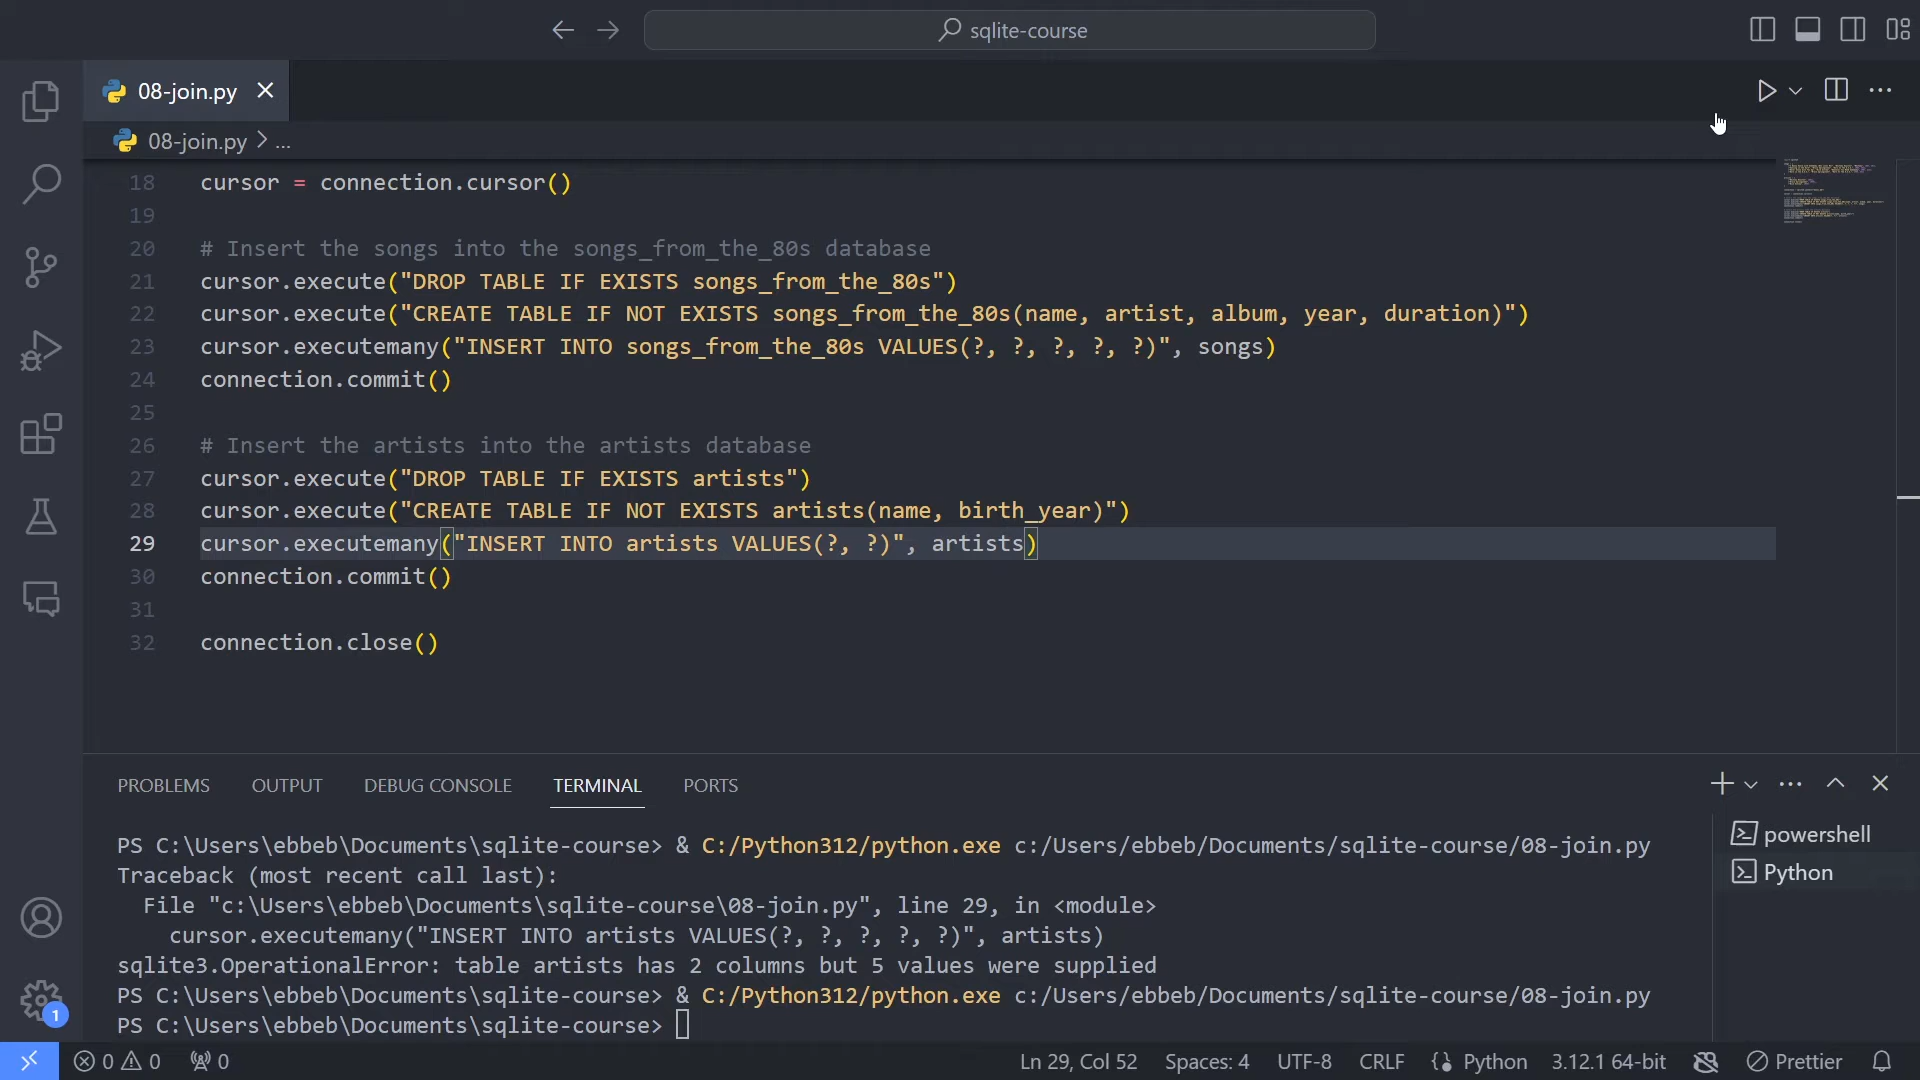 sqlite-course
08-join.py
08-join.py > ...
18 cursor = connection.cursor()
19
20 # Insert the songs into the songs_from_the_80s database
21 cursor.execute("DROP TABLE IF EXISTS songs_from_the_80s")
22 cursor.execute("CREATE TABLE IF NOT EXISTS songs_from_the_80s(name, artist, album, year, duration)")
23 cursor.executemany("INSERT INTO songs_from_the_80s VALUES(?, ?, ?, ?, ?)", songs)
24 connection.commit()
25
26 # Insert the artists into the artists database
27 cursor.execute("DROP TABLE IF EXISTS artists")
28 cursor.execute("CREATE TABLE IF NOT EXISTS artists(name, birth_year)")
29 cursor.executemany("INSERT INTO artists VALUES(?, ?)", artists)
30 connection.commit()
31
32 connection.close()
PROBLEMS OUTPUT DEBUG CONSOLE TERMINAL PORTS
PS C:\Users\ebbeb\Documents\sqlite-course> & C:/Python312/python.exe c:/Users/ebbeb/Documents/sqlite-course/08-join.py
Traceback (most recent call last):
File "c:\Users\ebbeb\Documents\sqlite-course\08-join.py", line 29, in <module>
cursor.executemany("INSERT INTO artists VALUES(?, ?, ?, ?, ?)", artists)
sqlite3.OperationalError: table artists has 2 columns but 5 values were supplied
PS C:\Users\ebbeb\Documents\sqlite-course> & C:/Python312/python.exe c:/Users/ebbeb/Documents/sqlite-course/08-join.py
PS C:\Users\ebbeb\Documents\sqlite-course>
powershell
Python
1
0 0 0 Ln 29, Col 52 Spaces: 4 UTF-8 CRLF Python 3.12.1 64-bit Prettier